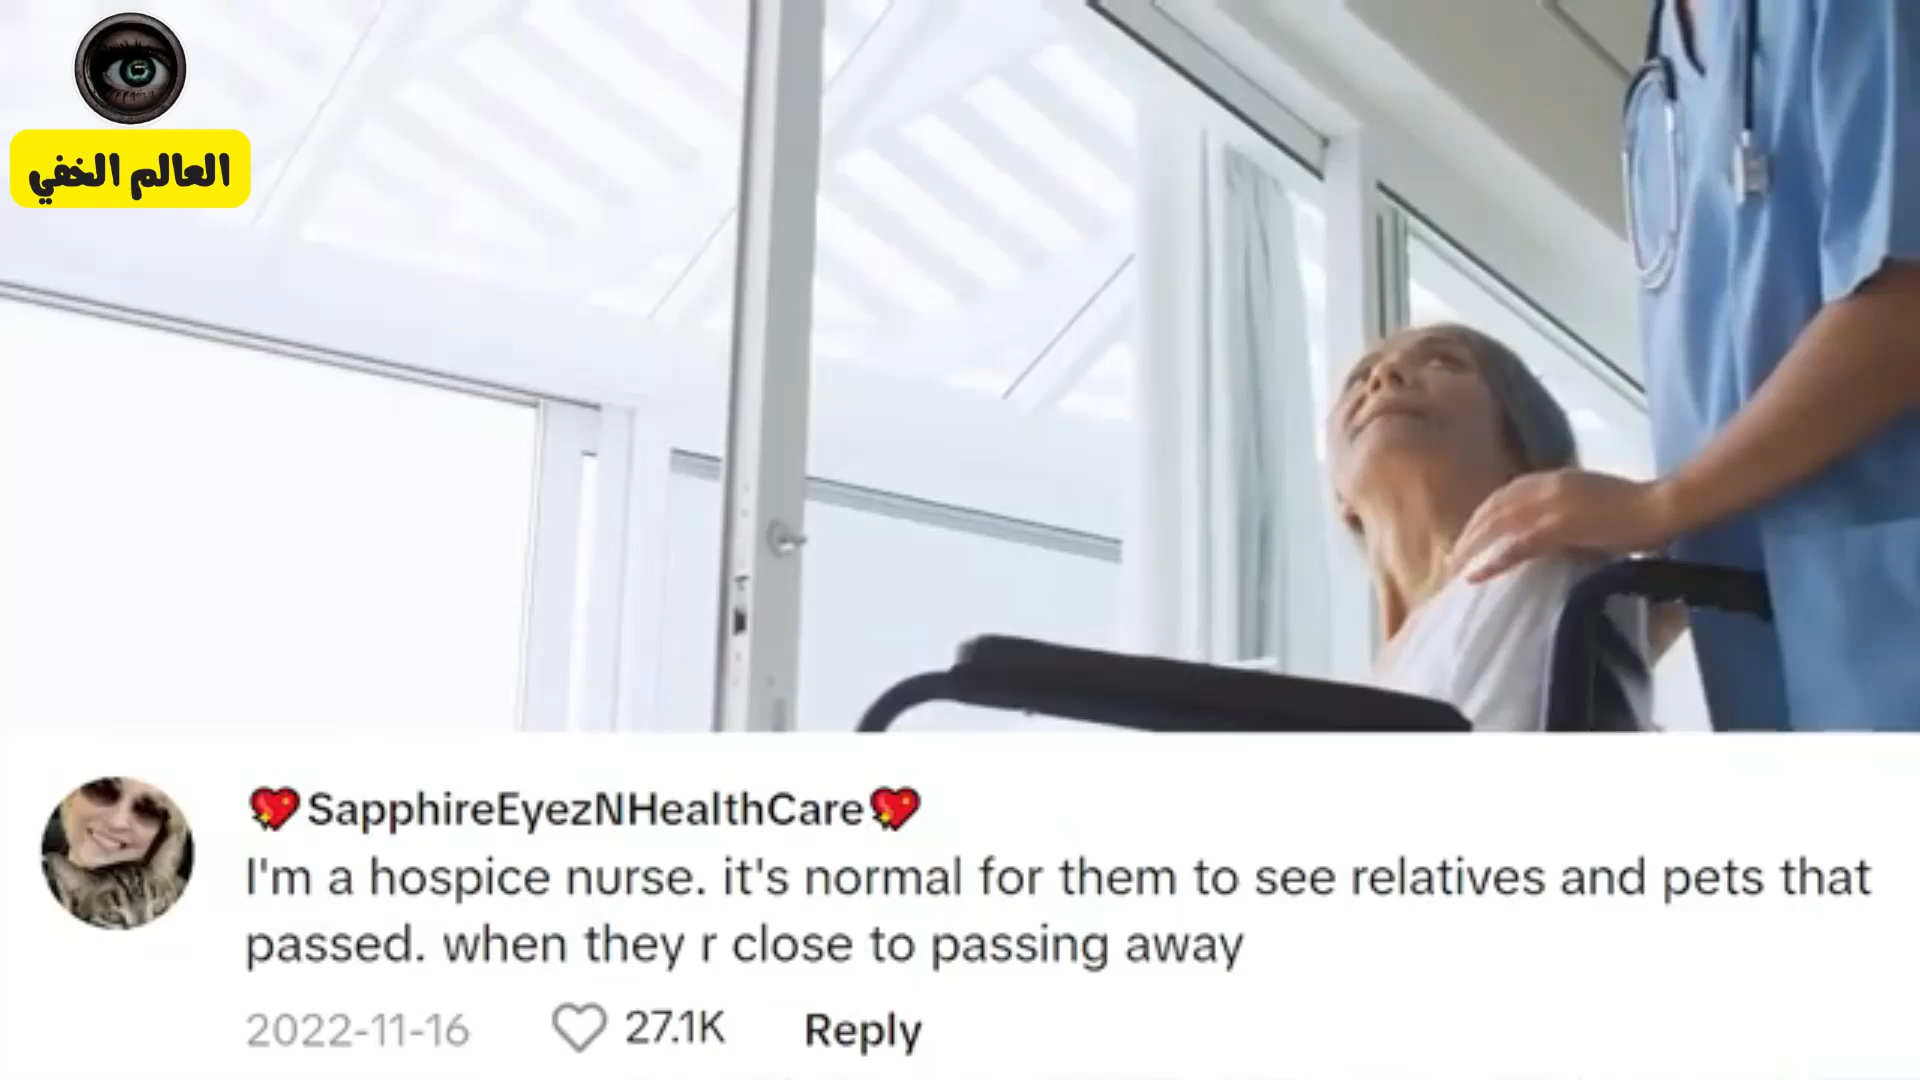 العالم الخفي
💖SapphireEyezNHealthCare💖
I'm a hospice nurse. it's normal for them to see relatives and pets that
passed. when they r close to passing away
2022-11-16 27.1K Reply